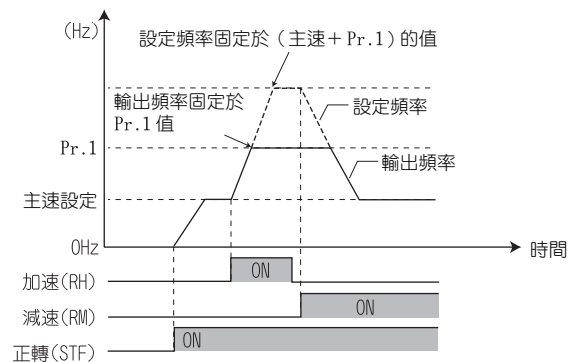 (Hz)
設定頻率固定於（主速＋Pr.1）的值
輸出頻率固定於
Pr.1值
設定頻率
Pr.1
輸出頻率
主速設定
0Hz
時間
加速(RH)
ON
減速(RM)
ON
正轉(STF)
ON